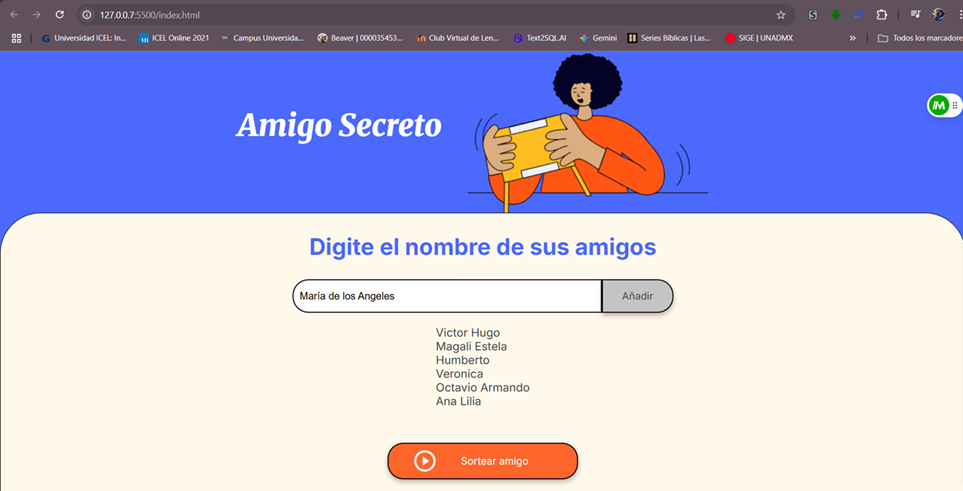 127.0.0.7:5500/index.html
Universidad ICEL: In...
ICEL Online 2021
Campus Universida...
Beaver | 000035453...
Club Virtual de Len...
Text2SQL.AI
Gemini
Series Bíblicas | Las...
SIGE | UNADMX
»
Todos los marcadore
Amigo Secreto
Digite el nombre de sus amigos
María de los Angeles
Añadir
Victor Hugo
Magali Estela
Humberto
Veronica
Octavio Armando
Ana Lilia
Sortear amigo